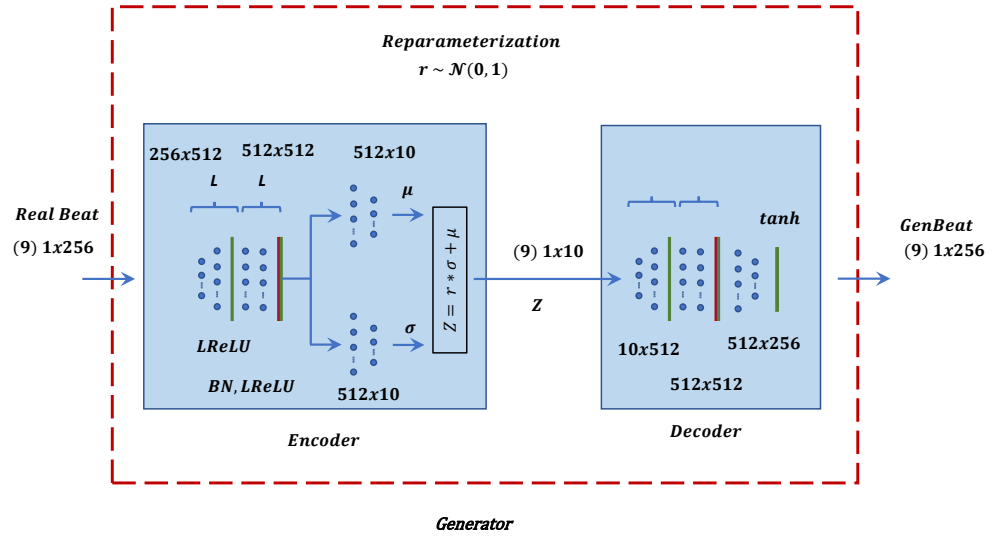 Reparameterization
r ~ 𝒩(0, 1)
256x512
512x512
512x10
L
L
μ
Real Beat
(9) 1x256
LReLU
BN, LReLU
σ
512x10
Z = r * σ + μ
Encoder
(9) 1x10
Z
tanh
10x512
512x256
512x512
Decoder
GenBeat
(9) 1x256
Generator